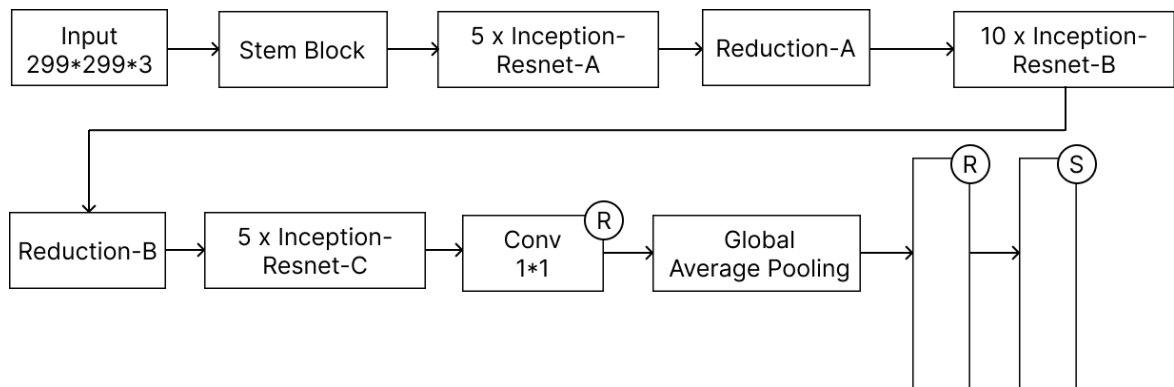 Input
299*299*3
Stem Block
5 x Inception-
Resnet-A
Reduction-A
10 x Inception-
Resnet-B
Reduction-B
5 x Inception-
Resnet-C
Conv
1*1
R
Global
Average Pooling
R
S